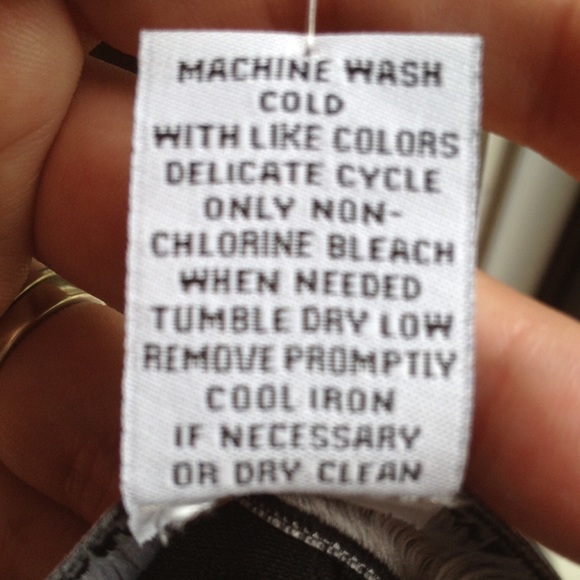 MACHINE WASH
COLD
WITH LIKE COLORS
DELICATE CYCLE
ONLY NON-
CHLORINE BLEACH
WHEN NEEDED
TUMBLE DRY LOW
REMOVE PROMPTLY
COOL IRON
IF NECESSARY
OR DRY CLEAN